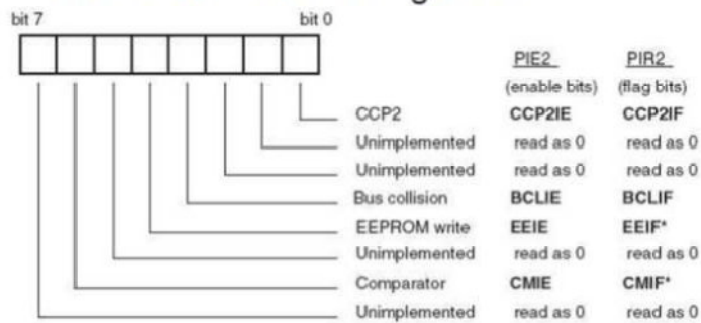 bit 7 bit 0
PIE2 PIR2
(enable bits) (flag bits)
CCP2 CCP2IE CCP2IF
Unimplemented read as 0 read as 0
Unimplemented read as 0 read as 0
Bus collision BCLIE BCLIF
EEPROM write EEIE EEIF*
Unimplemented read as 0 read as 0
Comparator CMIE CMIF*
Unimplemented read as 0 read as 0